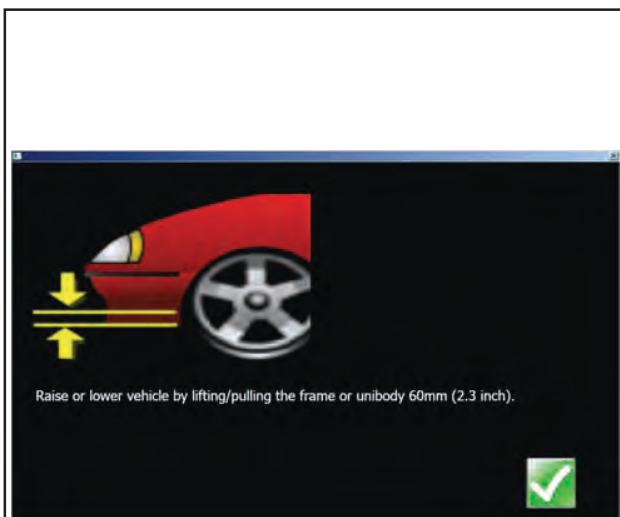 Raise or lower vehicle by lifting/pulling the frame or unibody 60mm (2.3 inch).